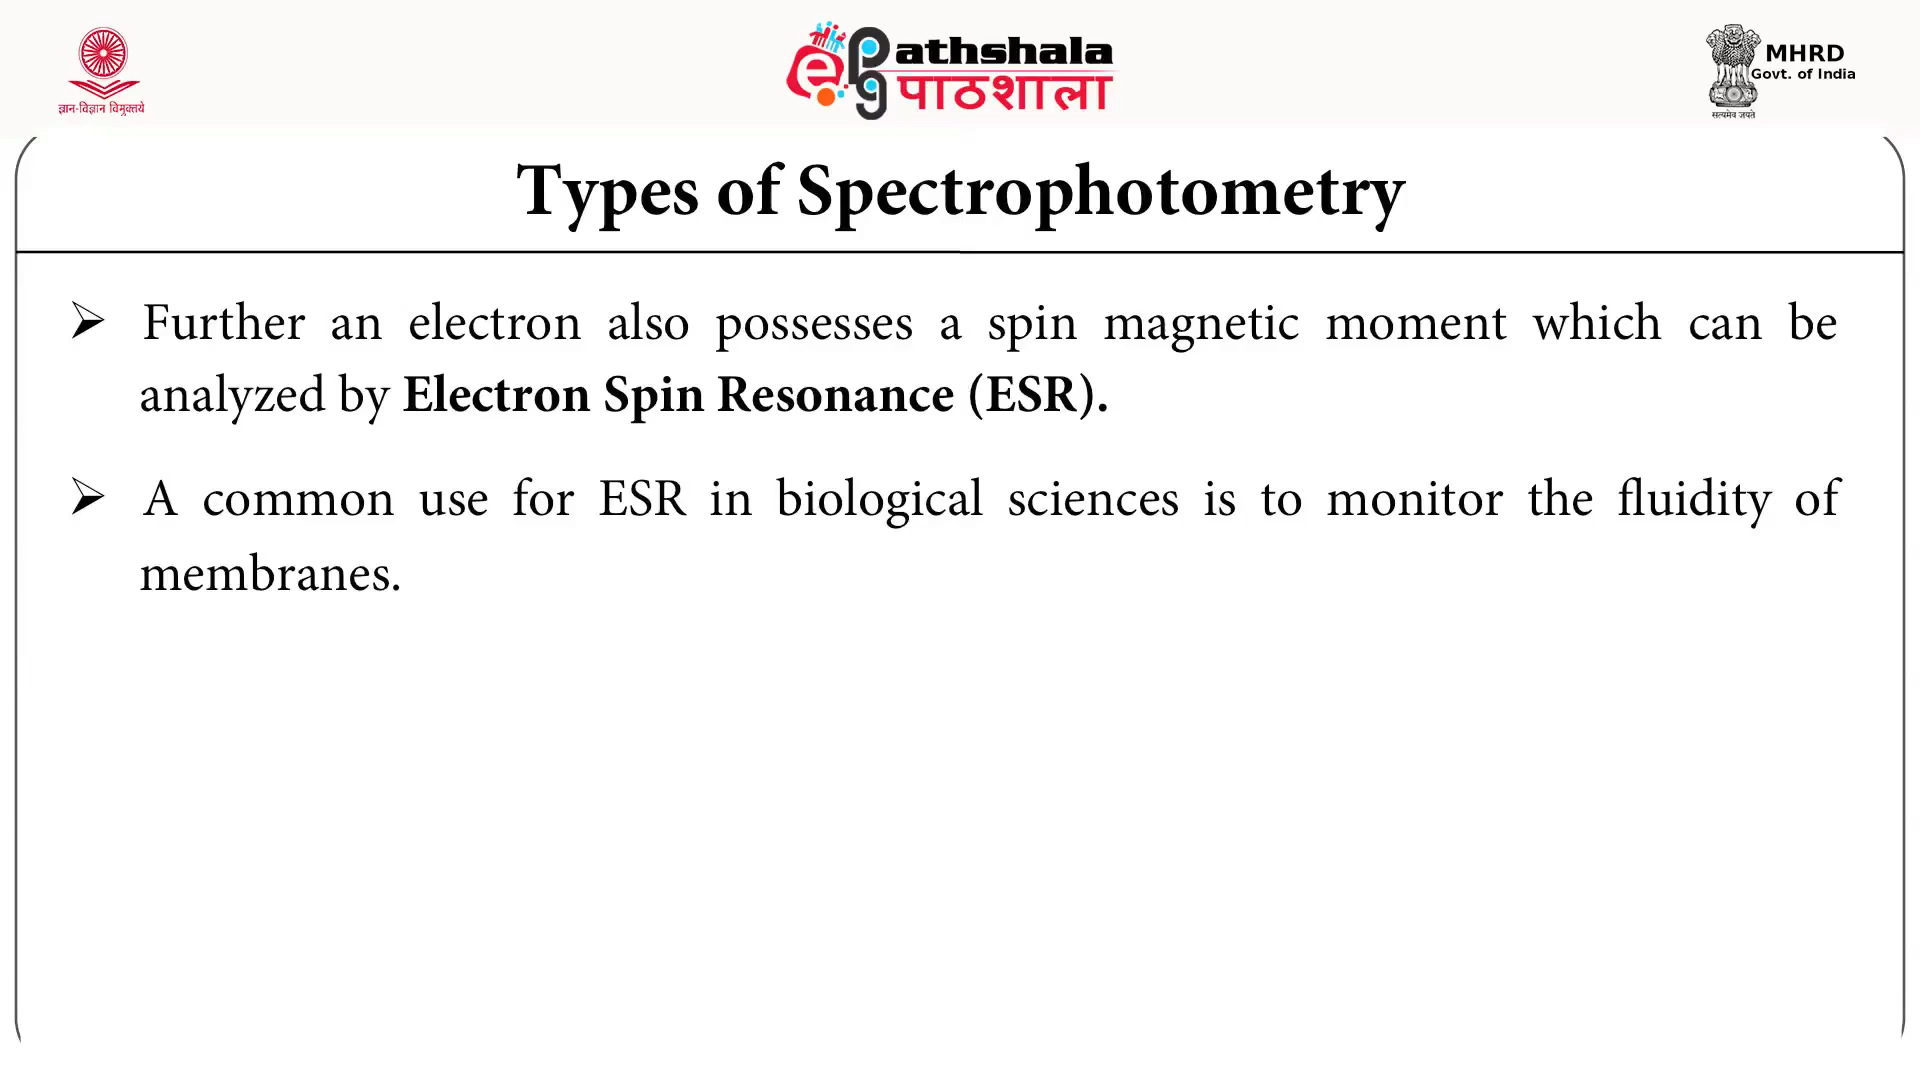 ज्ञान-विज्ञान विमुक्तये
ePathshala
पाठशाला
MHRD
Govt. of India
सत्यमेव जयते
Types of Spectrophotometry
➢ Further an electron also possesses a spin magnetic moment which can be
analyzed by Electron Spin Resonance (ESR).
➢ A common use for ESR in biological sciences is to monitor the fluidity of
membranes.